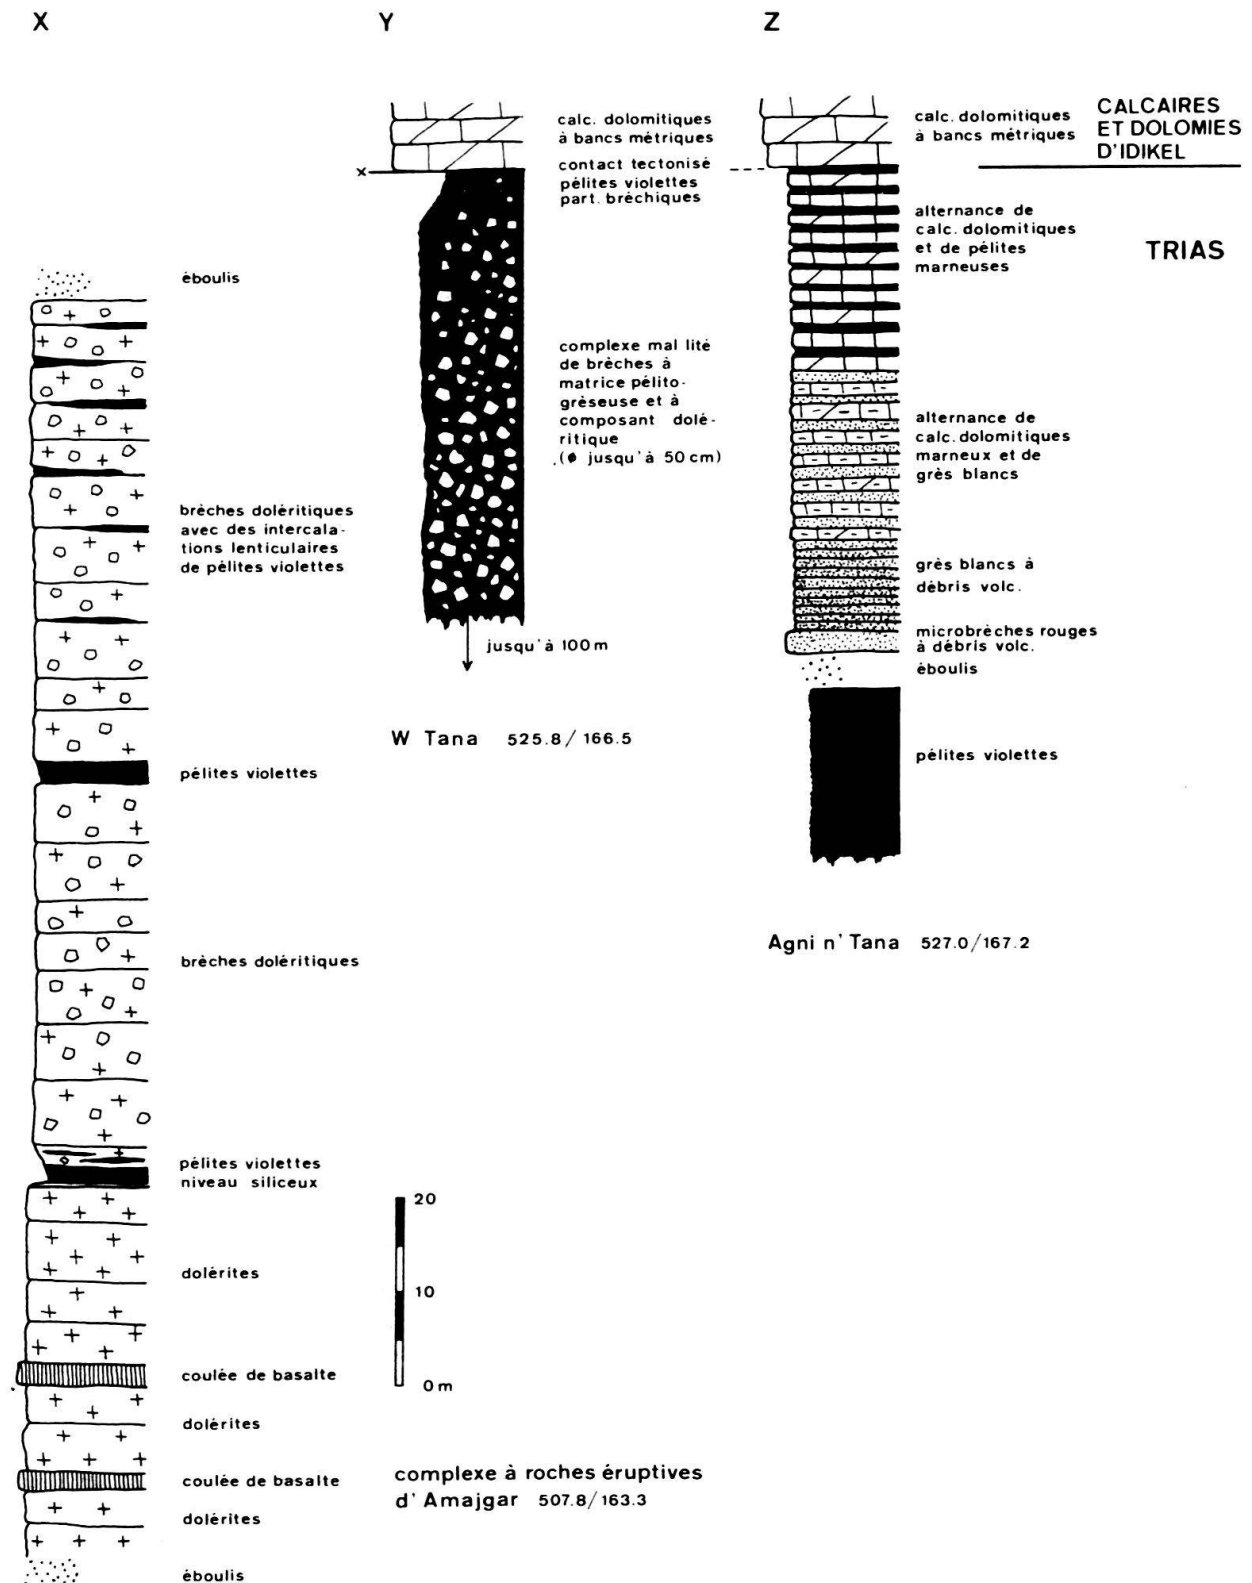 X
éboulis
brèches doléritiques
avec des intercala-
tions lenticulaires
de pélites violettes
pélites violettes
brèches doléritiques
pélites violettes
niveau siliceux
dolérites
coulée de basalte
dolérites
coulée de basalte
dolérites
éboulis
Y
calc. dolomitiques
à bancs métriques
contact tectonisé
x
pélites violettes
part. bréchiques
complexe mal lité
de brèches à
matrice pélito-
gréseuse et à
composant dolé-
ritique
(ø jusqu'à 50 cm)
jusqu'à 100 m
W Tana 525.8/166.5
20
10
0 m
complexe à roches éruptives
d'Amajgar 507.8/163.3
Z
calc. dolomitiques
à bancs métriques
CALCAIRES
ET DOLOMIES
D'IDIKEL
alternance de
calc. dolomitiques
et de pélites
marneuses
TRIAS
alternance de
calc. dolomitiques
marneux et de
grès blancs
grès blancs à
débris volc.
microbrèches rouges
à débris volc.
éboulis
pélites violettes
Agni n'Tana 527.0/167.2